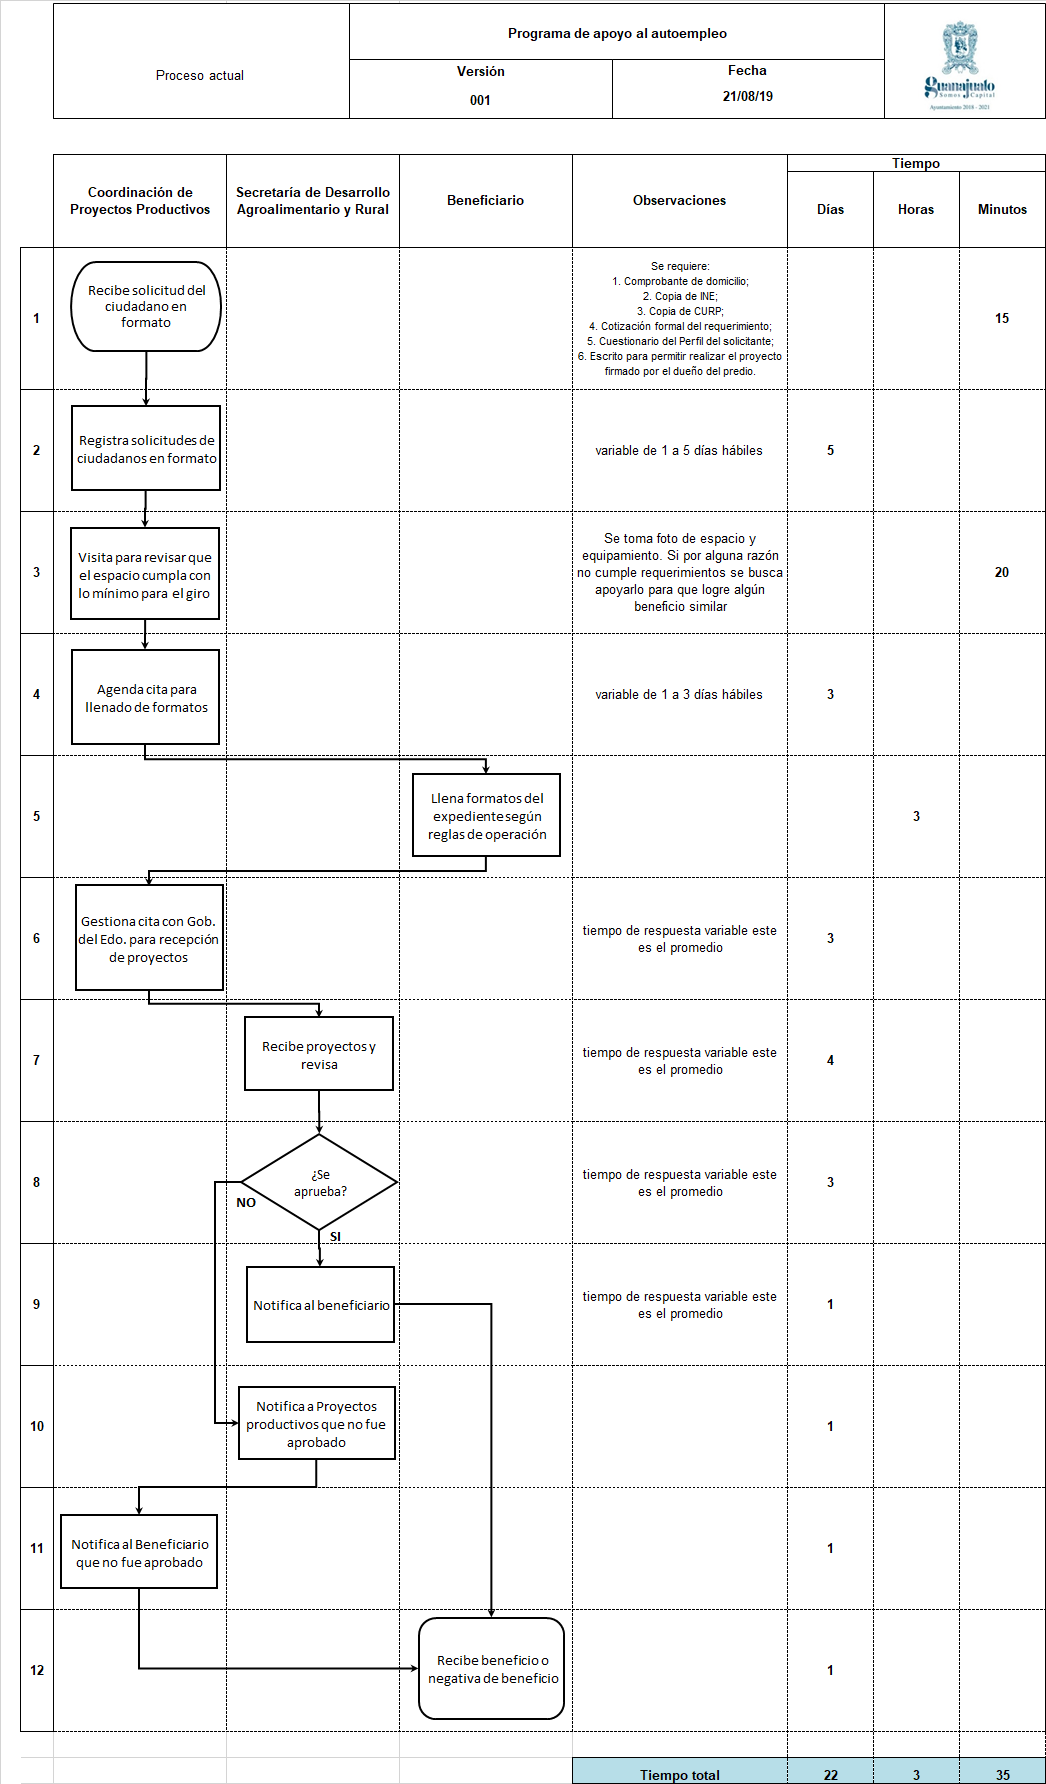 Proceso actual
Programa de apoyo al autoempleo
Versión
001
Fecha
21/08/19
Guanajuato
Somos Capital
Ayuntamiento 2018 - 2021
Coordinación de
Proyectos Productivos
Secretaría de Desarrollo
Agroalimentario y Rural
Beneficiario
Observaciones
Tiempo
Días
Horas
Minutos
1
Recibe solicitud del
ciudadano en
formato
Se requiere:
1. Comprobante de domicilio;
2. Copia de INE;
3. Copia de CURP;
4. Cotización formal del requerimiento;
5. Cuestionario del Perfil del solicitante;
6. Escrito para permitir realizar el proyecto
firmado por el dueño del predio.
15
2
Registra solicitudes de
ciudadanos en formato
variable de 1 a 5 días hábiles
5
3
Visita para revisar que
el espacio cumpla con
lo mínimo para el giro
Se toma foto de espacio y
equipamiento. Si por alguna razón
no cumple requerimientos se busca
apoyarlo para que logre algún
beneficio similar
20
4
Agenda cita para
llenado de formatos
variable de 1 a 3 días hábiles
3
5
Llena formatos del
expediente según
reglas de operación
3
6
Gestiona cita con Gob.
del Edo. para recepción
de proyectos
tiempo de respuesta variable este
es el promedio
3
7
Recibe proyectos y
revisa
tiempo de respuesta variable este
es el promedio
4
8
¿Se
aprueba?
NO
SI
tiempo de respuesta variable este
es el promedio
3
9
Notifica al beneficiario
tiempo de respuesta variable este
es el promedio
1
10
Notifica a Proyectos
productivos que no fue
aprobado
1
11
Notifica al Beneficiario
que no fue aprobado
1
12
Recibe beneficio o
negativa de beneficio
1
Tiempo total
22
3
35